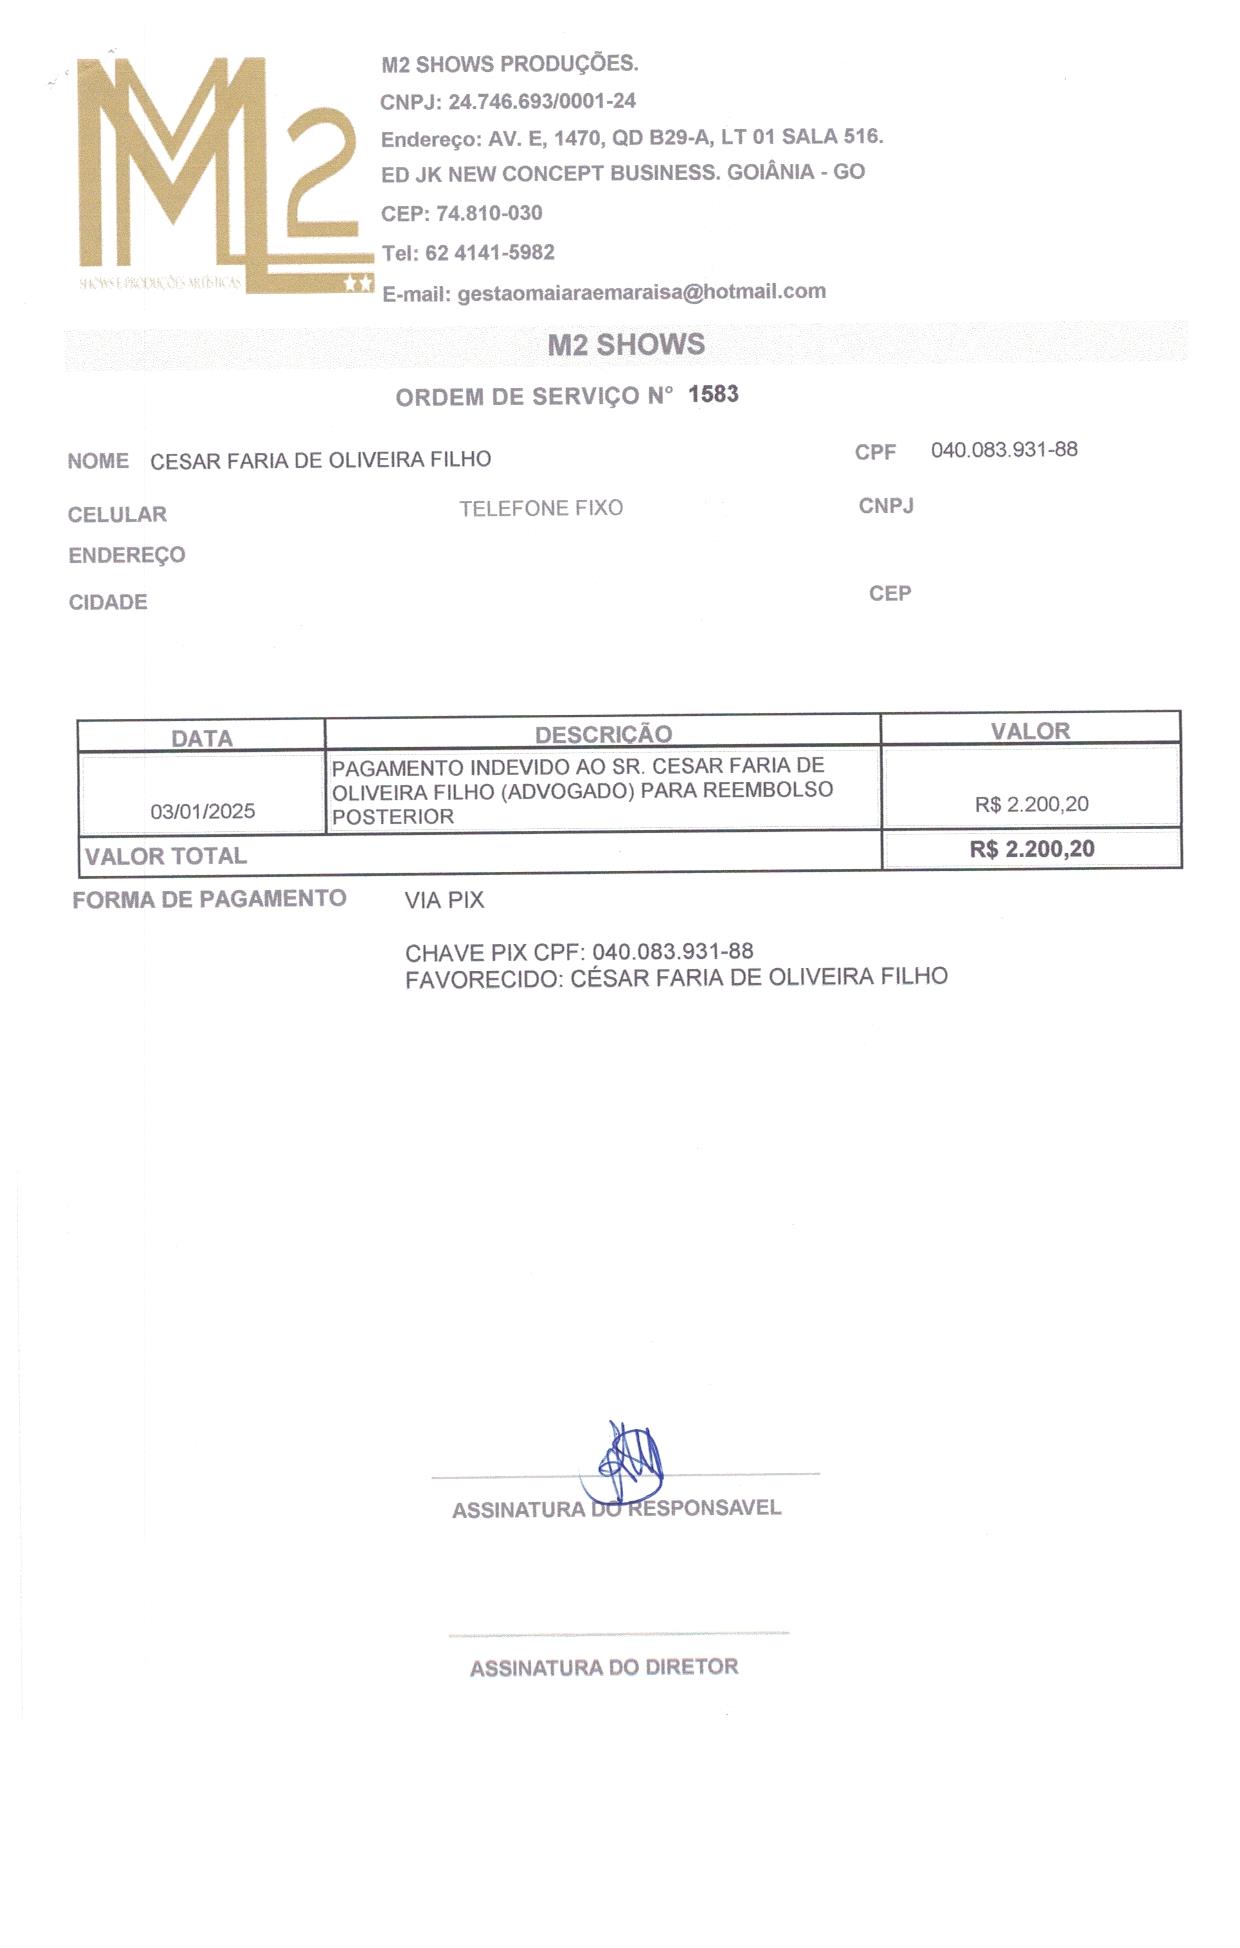 M2 SHOWS PRODUÇÕES.
CNPJ: 24.746.693/0001-24
Endereço: AV. E, 1470, QD B29-A, LT 01 SALA 516.
ED JK NEW CONCEPT BUSINESS. GOIÂNIA - GO
CEP: 74.810-030
Tel: 62 4141-5982
E-mail: gestaomaiaraemaraisa@hotmail.com
M2
SHOWS E PRODUÇÕES ARTÍSTICAS
M2 SHOWS
ORDEM DE SERVIÇO N° 1583
NOME CESAR FARIA DE OLIVEIRA FILHO CPF 040.083.931-88
CELULAR TELEFONE FIXO CNPJ
ENDEREÇO
CIDADE CEP
DATA DESCRIÇÃO VALOR
PAGAMENTO INDEVIDO AO SR. CESAR FARIA DE
OLIVEIRA FILHO (ADVOGADO) PARA REEMBOLSO
03/01/2025 POSTERIOR R$ 2.200,20
VALOR TOTAL R$ 2.200,20
FORMA DE PAGAMENTO VIA PIX
CHAVE PIX CPF: 040.083.931-88
FAVORECIDO: CÉSAR FARIA DE OLIVEIRA FILHO
ASSINATURA DO RESPONSAVEL
ASSINATURA DO DIRETOR